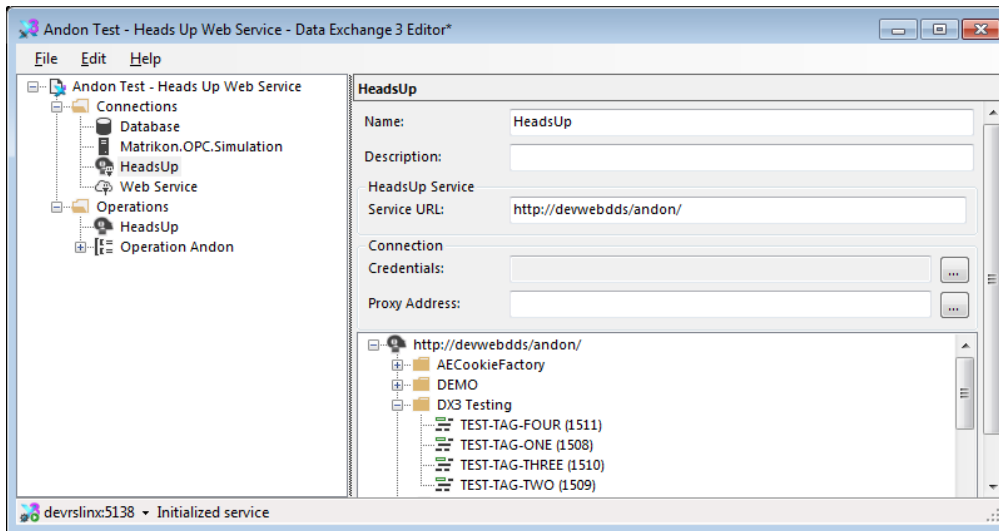 Andon Test - Heads Up Web Service - Data Exchange 3 Editor*
File Edit Help
Andon Test - Heads Up Web Service
Connections
Database
Matrikon.OPC.Simulation
HeadsUp
Web Service
Operations
HeadsUp
Operation Andon
HeadsUp
Name: HeadsUp
Description:
HeadsUp Service
Service URL: http://devwebdds/andon/
Connection
Credentials: ...
Proxy Address: ...
http://devwebdds/andon/
AECookieFactory
DEMO
DX3 Testing
TEST-TAG-FOUR (1511)
TEST-TAG-ONE (1508)
TEST-TAG-THREE (1510)
TEST-TAG-TWO (1509)
devrslinx:5138 Initialized service